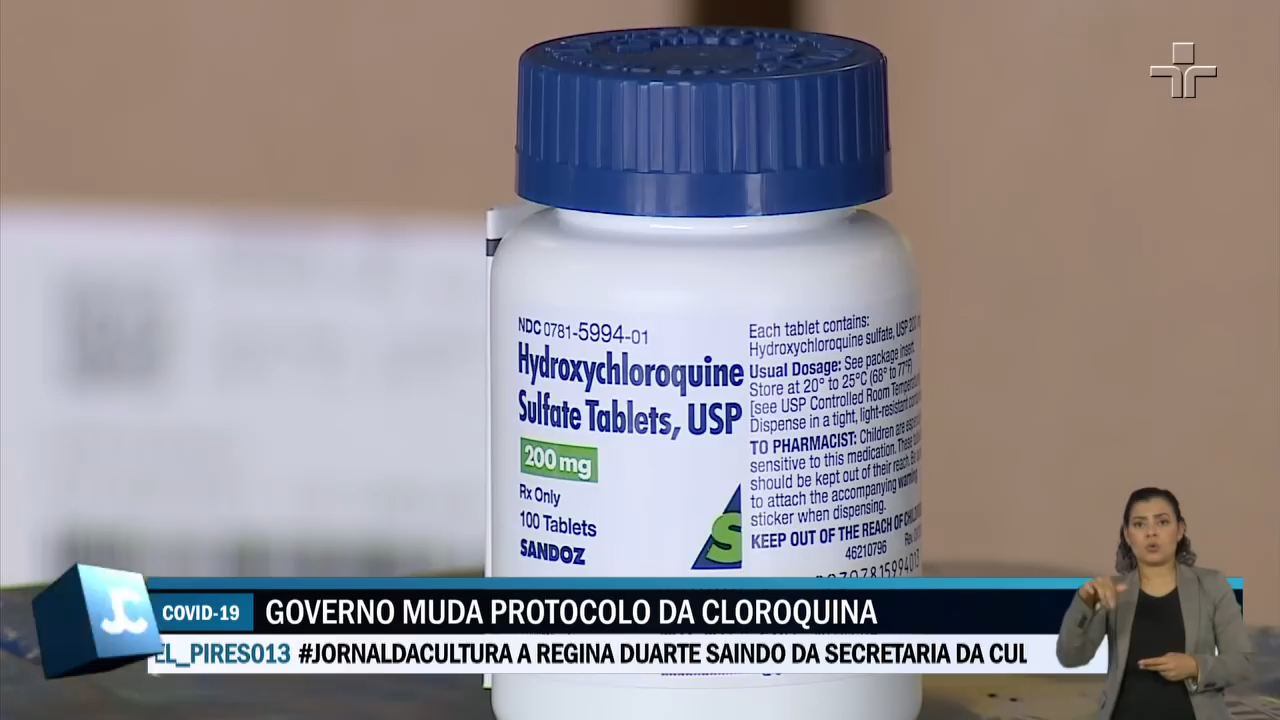 NDC 0781-5994-01
Hydroxychloroquine
Sulfate Tablets, USP
200 mg
Rx Only
100 Tablets
SANDOZ
Each tablet contains:
Hydroxychloroquine sulfate, USP 200
Usual Dosage: See package insert.
Store at 20° to 25°C (68° to 77°F)
[see USP Controlled Room
Dispense in a tight, light-resistant
TO PHARMACIST: Children are
sensitive to this medication. These
should be kept out of their reach.
to attach the accompanying warning
sticker when dispensing.
KEEP OUT OF THE REACH OF
46210796
COVID-19
GOVERNO MUDA PROTOCOLO DA CLOROQUINA
EL_PIRES013 #JORNALDACULTURA A REGINA DUARTE SAINDO DA SECRETARIA DA CUL